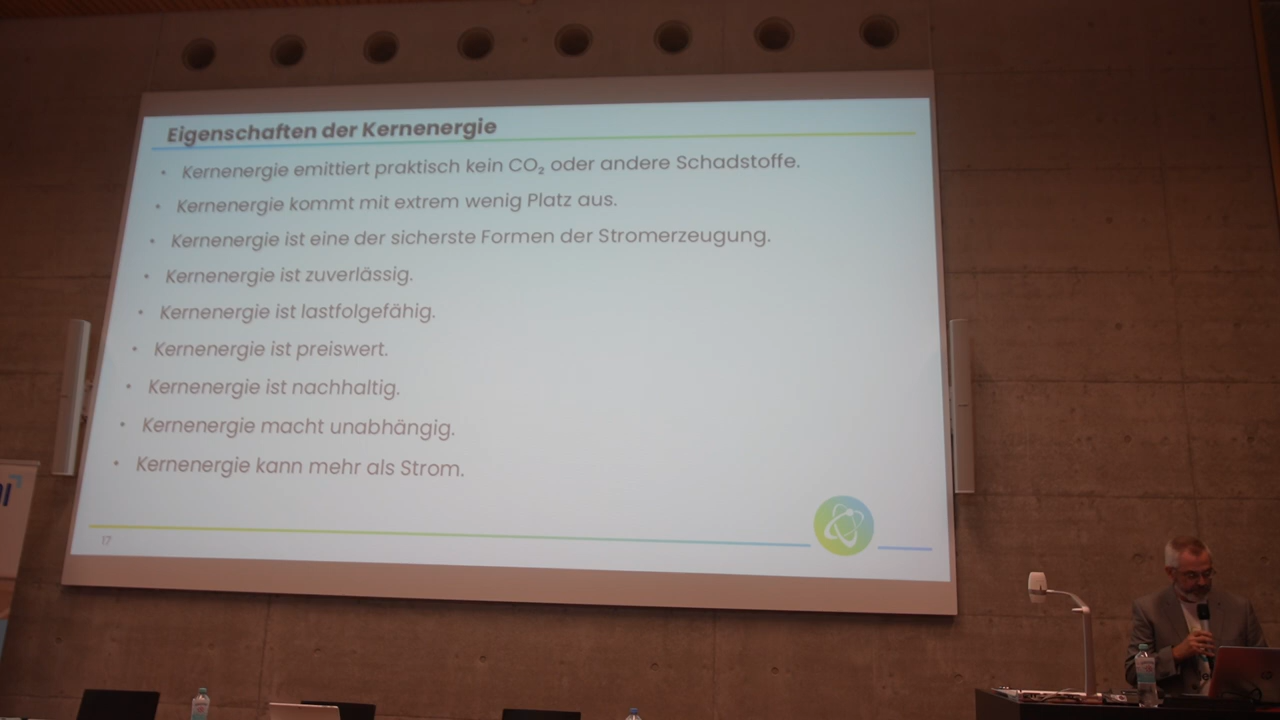 Eigenschaften der Kernenergie
• Kernenergie emittiert praktisch kein CO₂ oder andere Schadstoffe.
• Kernenergie kommt mit extrem wenig Platz aus.
• Kernenergie ist eine der sicherste Formen der Stromerzeugung.
• Kernenergie ist zuverlässig.
• Kernenergie ist lastfolgefähig.
• Kernenergie ist preiswert.
• Kernenergie ist nachhaltig.
• Kernenergie macht unabhängig.
• Kernenergie kann mehr als Strom.
17